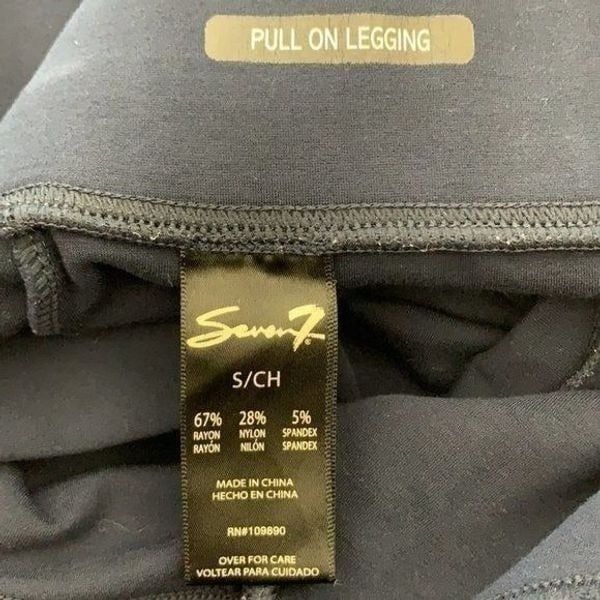 PULL ON LEGGING
Seven7
S/CH
67% 28% 5%
RAYON NYLON SPANDEX
RAYÓN NILÓN SPANDEX
MADE IN CHINA
HECHO EN CHINA
RN#109890
OVER FOR CARE
VOLTEAR PARA CUIDADO